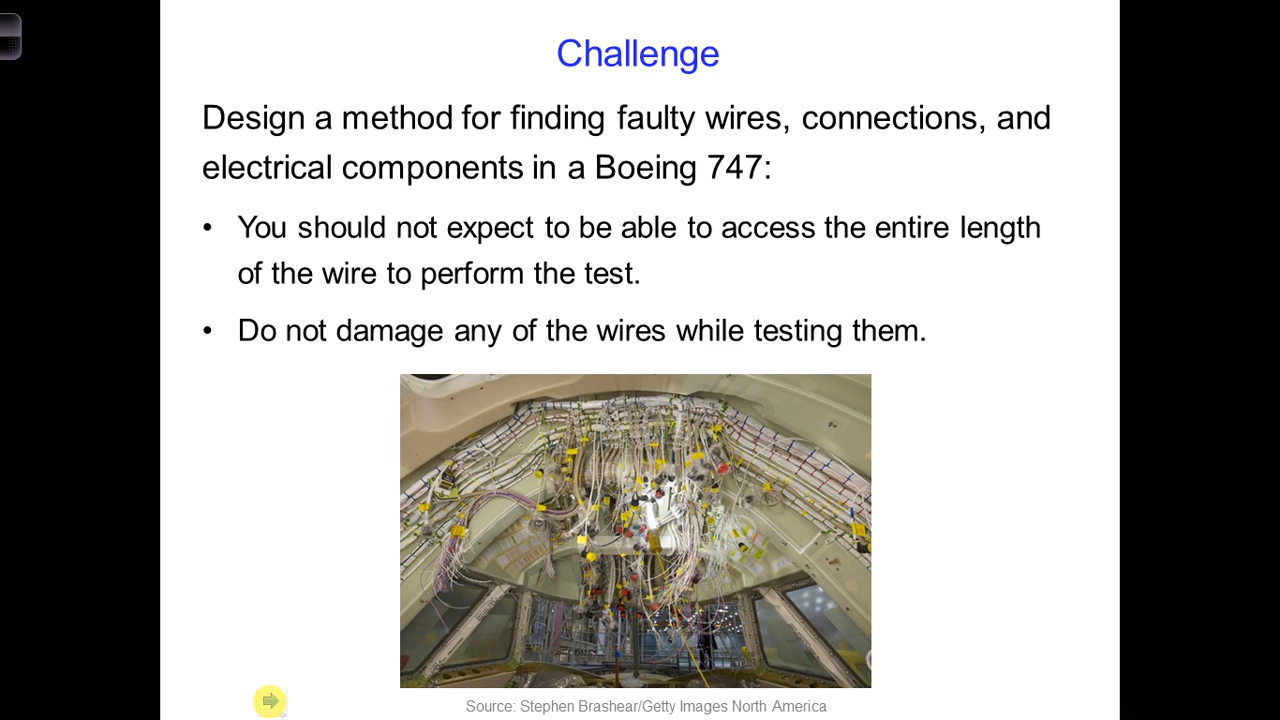 Challenge
Design a method for finding faulty wires, connections, and
electrical components in a Boeing 747:
• You should not expect to be able to access the entire length
of the wire to perform the test.
• Do not damage any of the wires while testing them.
Source: Stephen Brashear/Getty Images North America